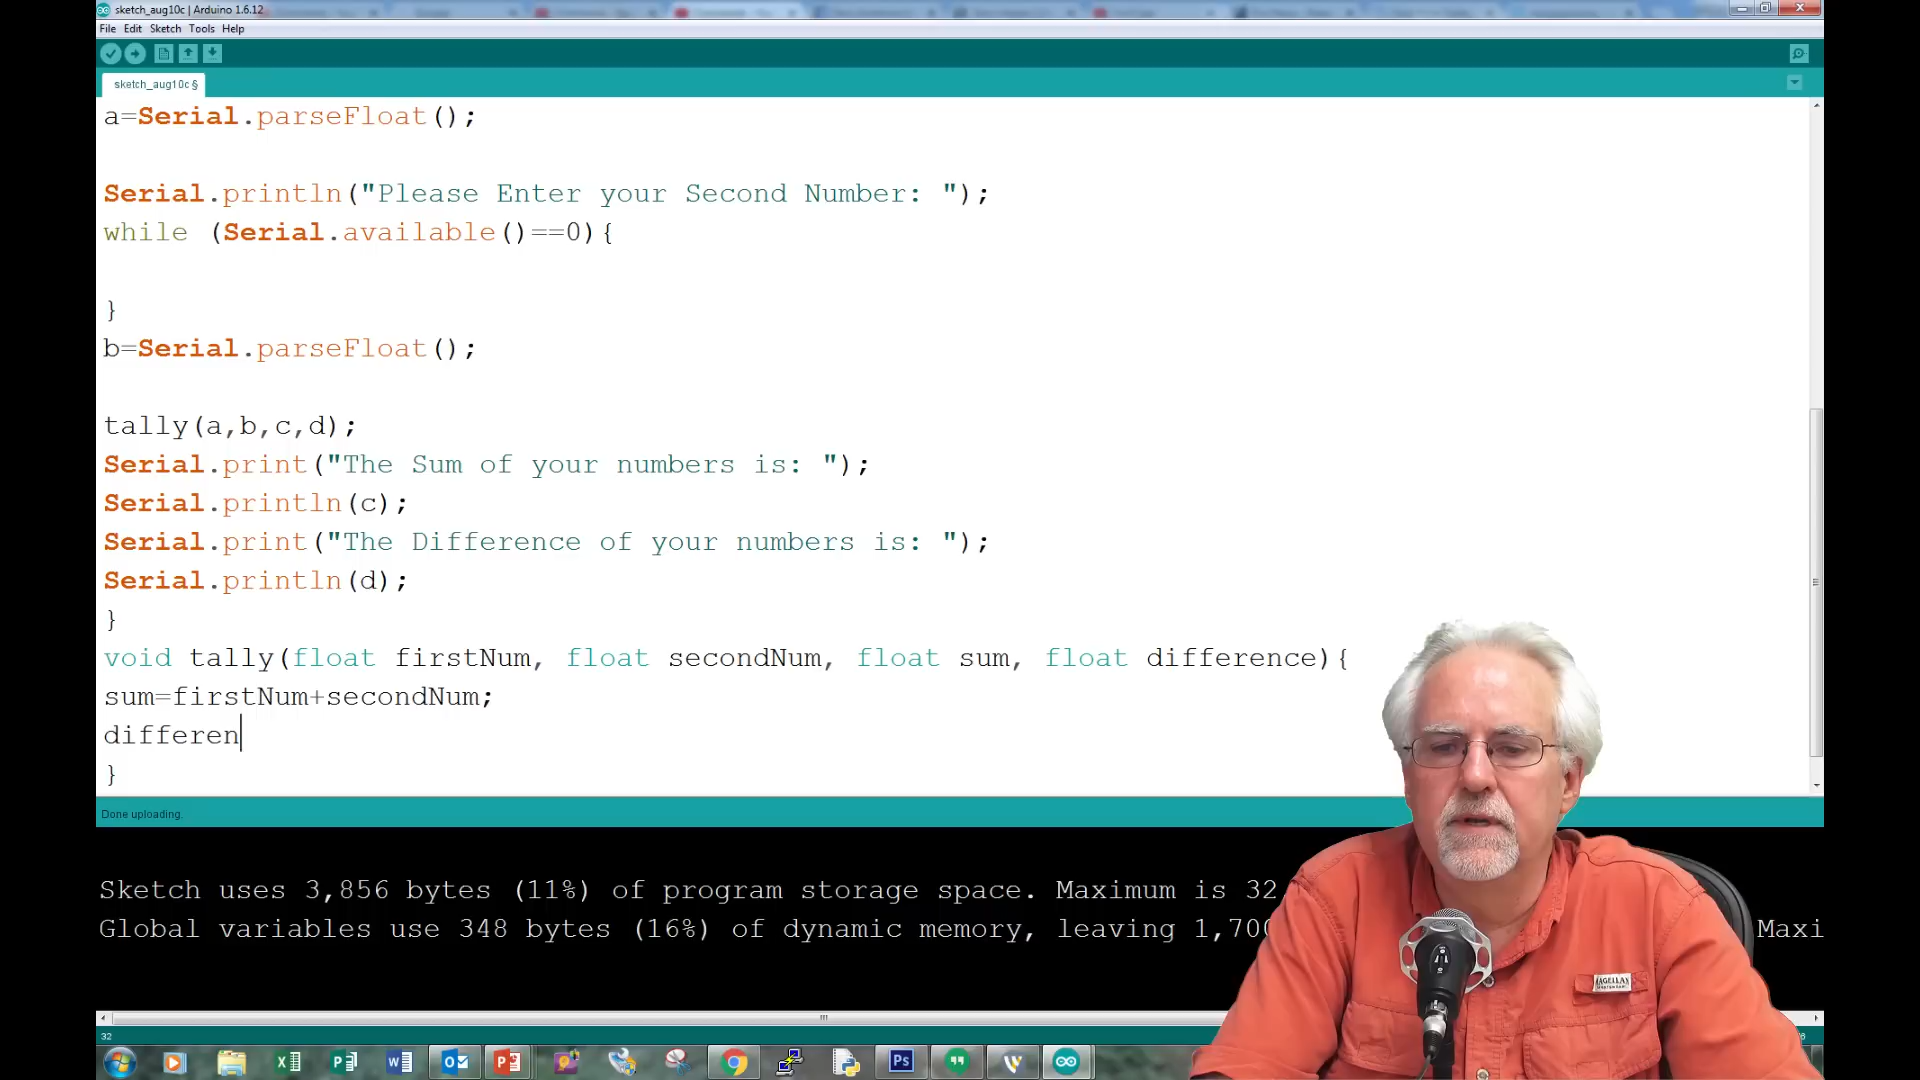 sketch_aug10c | Arduino 1.6.12
File Edit Sketch Tools Help
sketch_aug10c §
a=Serial.parseFloat();
Serial.println("Please Enter your Second Number: ");
while (Serial.available()==0){
}
b=Serial.parseFloat();
tally(a,b,c,d);
Serial.print("The Sum of your numbers is: ");
Serial.println(c);
Serial.print("The Difference of your numbers is: ");
Serial.println(d);
}
void tally(float firstNum, float secondNum, float sum, float difference){
sum=firstNum+secondNum;
differen
}
Done uploading.
Sketch uses 3,856 bytes (11%) of program storage space. Maximum is 32
Global variables use 348 bytes (16%) of dynamic memory, leaving 1,700 Maxi
32
MAGELLAN
Ps